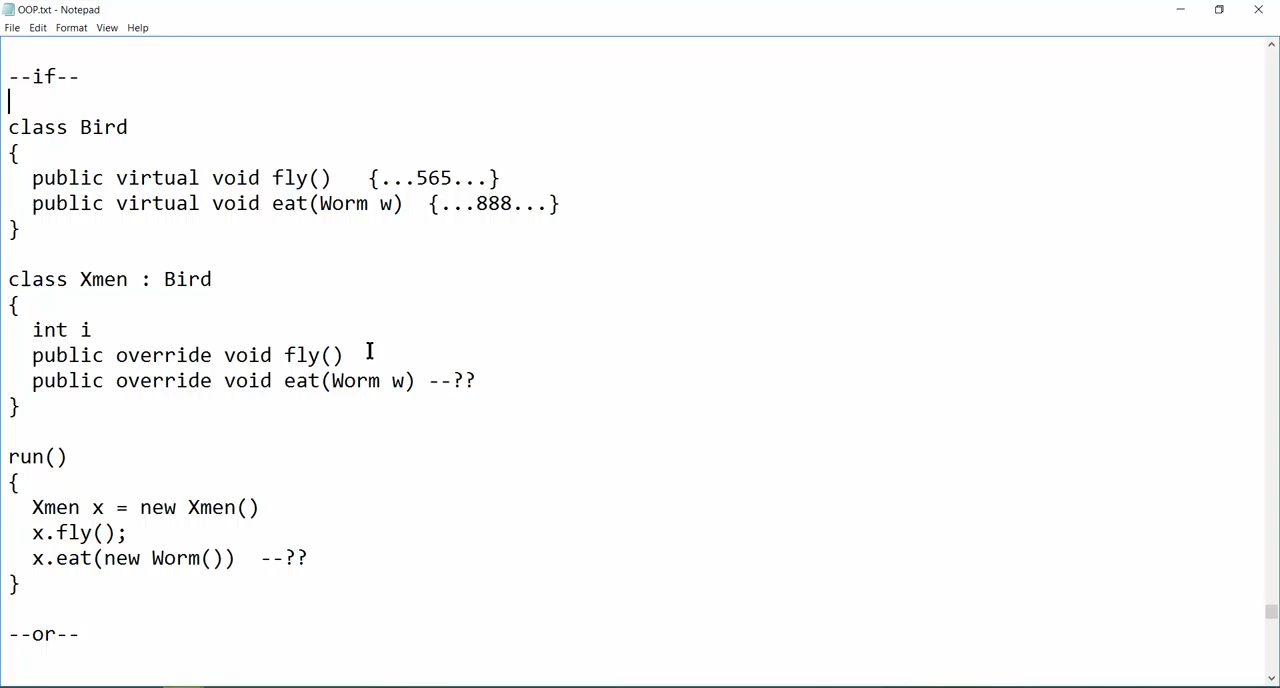 OOP.txt - Notepad
File Edit Format View Help
--if--
class Bird
{
  public virtual void fly()   {...565...}
  public virtual void eat(Worm w)  {...888...}
}
class Xmen : Bird
{
  int i
  public override void fly()
  public override void eat(Worm w) --??
}
run()
{
  Xmen x = new Xmen()
  x.fly();
  x.eat(new Worm())  --??
}
--or--